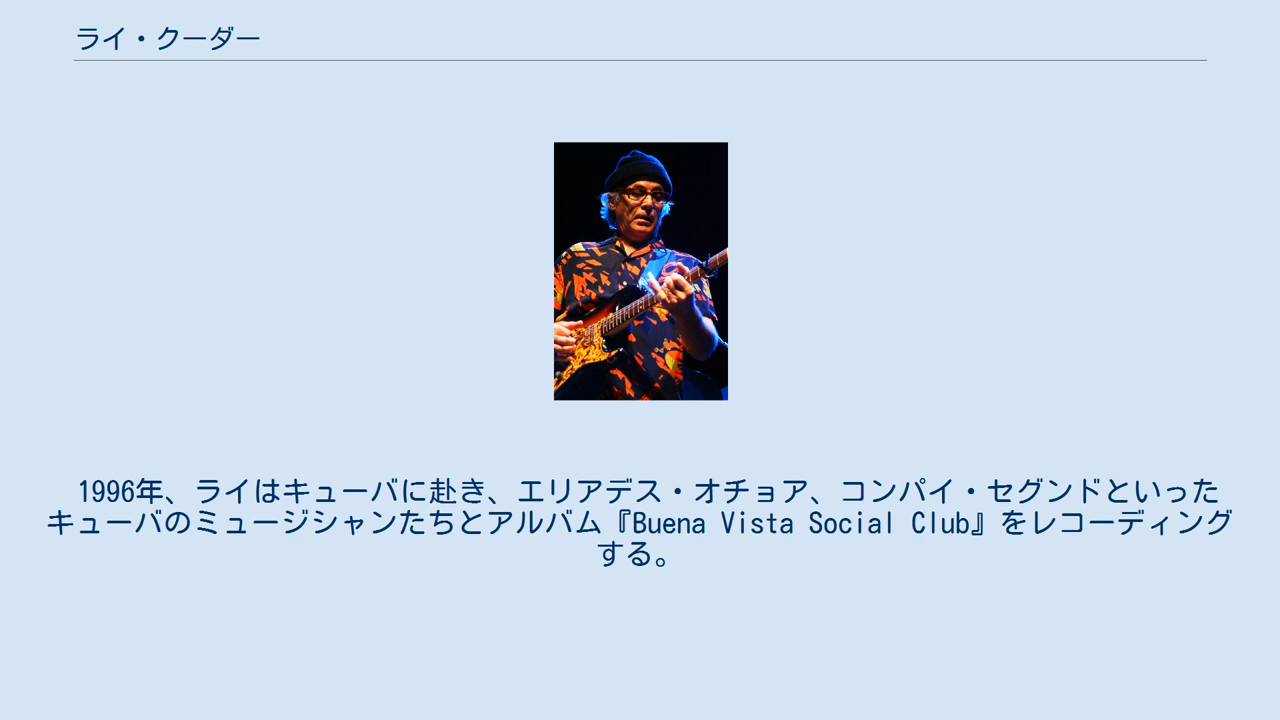 ライ・クーダー
1996年、ライはキューバに赴き、エリアデス・オチョア、コンパイ・セグンドといった
キューバのミュージシャンたちとアルバム『Buena Vista Social Club』をレコーディング
する。